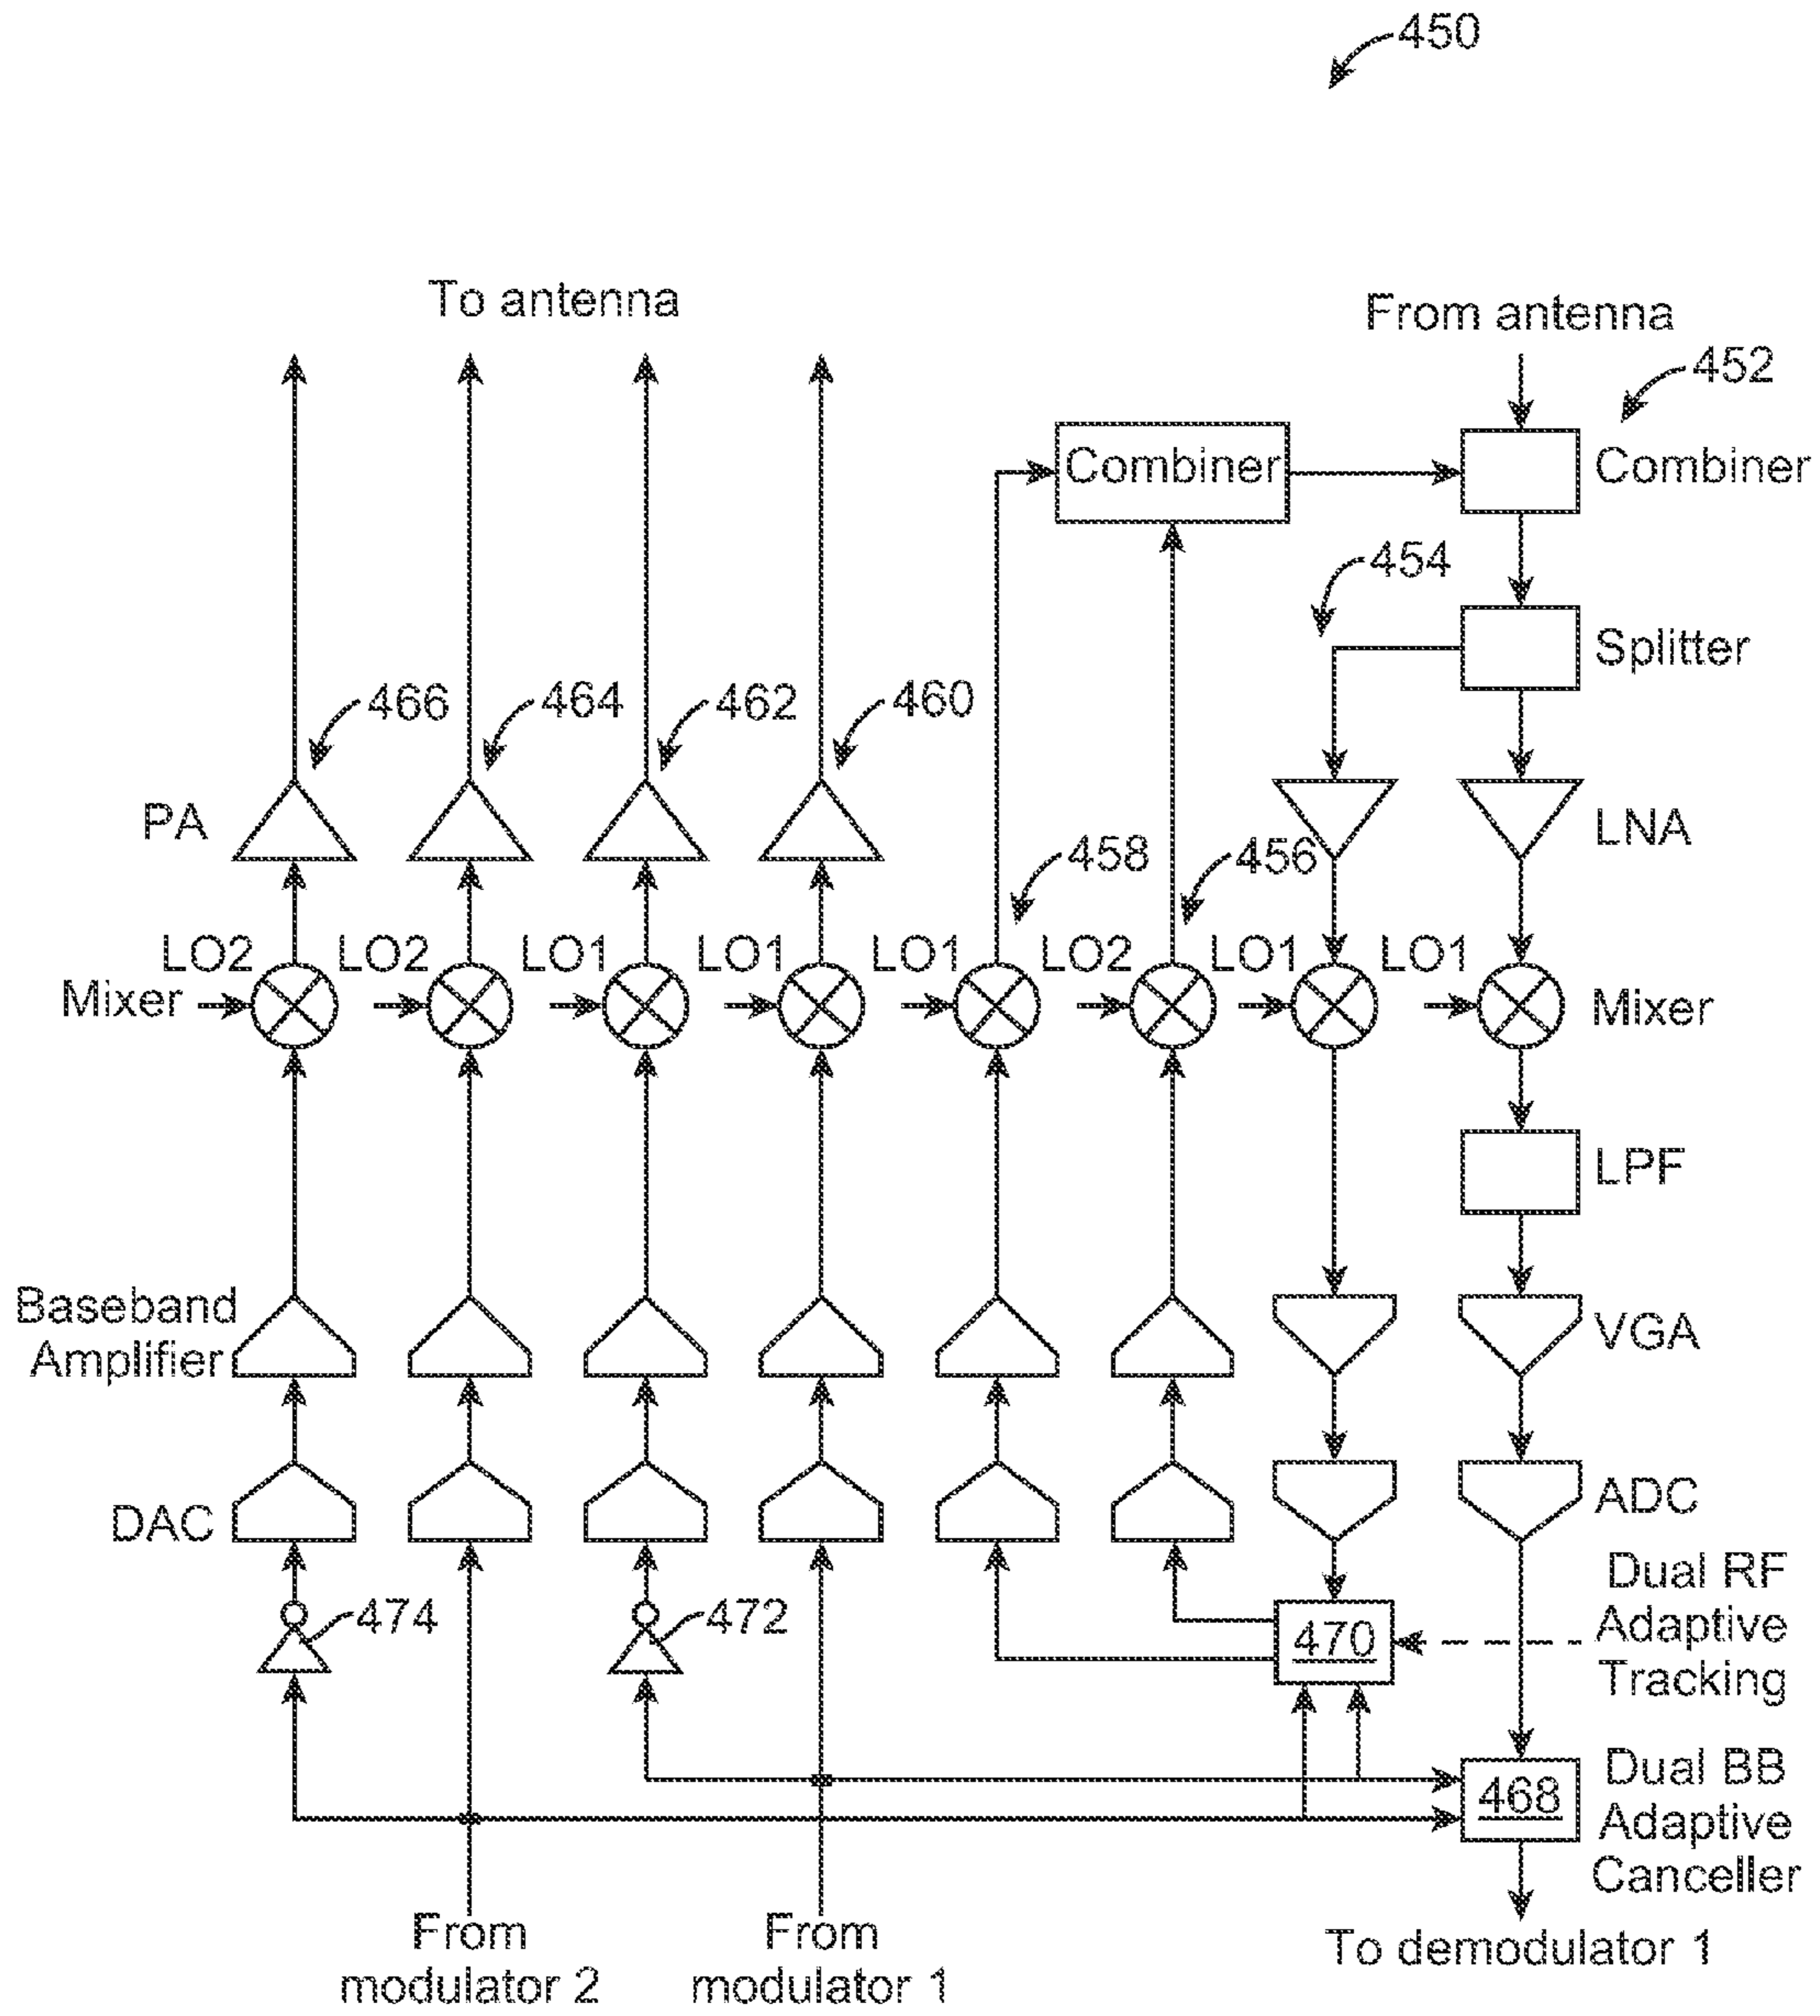 450
To antenna
From antenna
452
Combiner
Combiner
454
Splitter
466
464
462
460
PA
LNA
458
456
LO2
LO2
LO1
LO1
LO1
LO2
LO1
LO1
Mixer
Mixer
LPF
Baseband
Amplifier
VGA
DAC
ADC
474
472
470
Dual RF
Adaptive
Tracking
468
Dual BB
Adaptive
Canceller
From
modulator 2
From
modulator 1
To demodulator 1